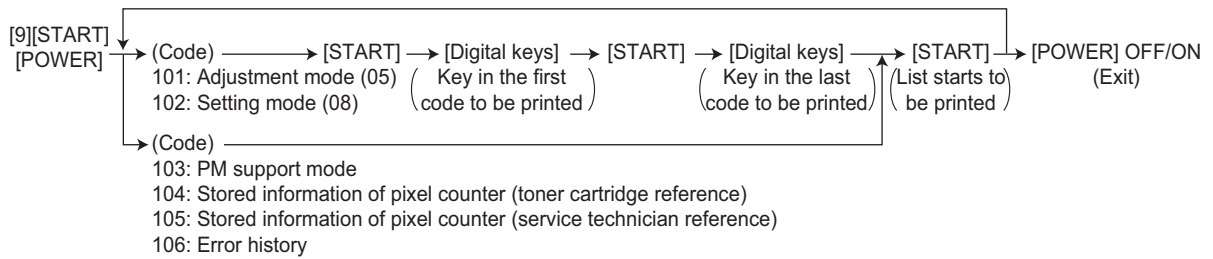 [9][START]
[POWER]
(Code)
[START]
[Digital keys]
[START]
[Digital keys]
[START]
[POWER] OFF/ON
101: Adjustment mode (05)
102: Setting mode (08)
(Key in the first
code to be printed)
(Key in the last
code to be printed)
(List starts to
be printed)
(Exit)
(Code)
103: PM support mode
104: Stored information of pixel counter (toner cartridge reference)
105: Stored information of pixel counter (service technician reference)
106: Error history